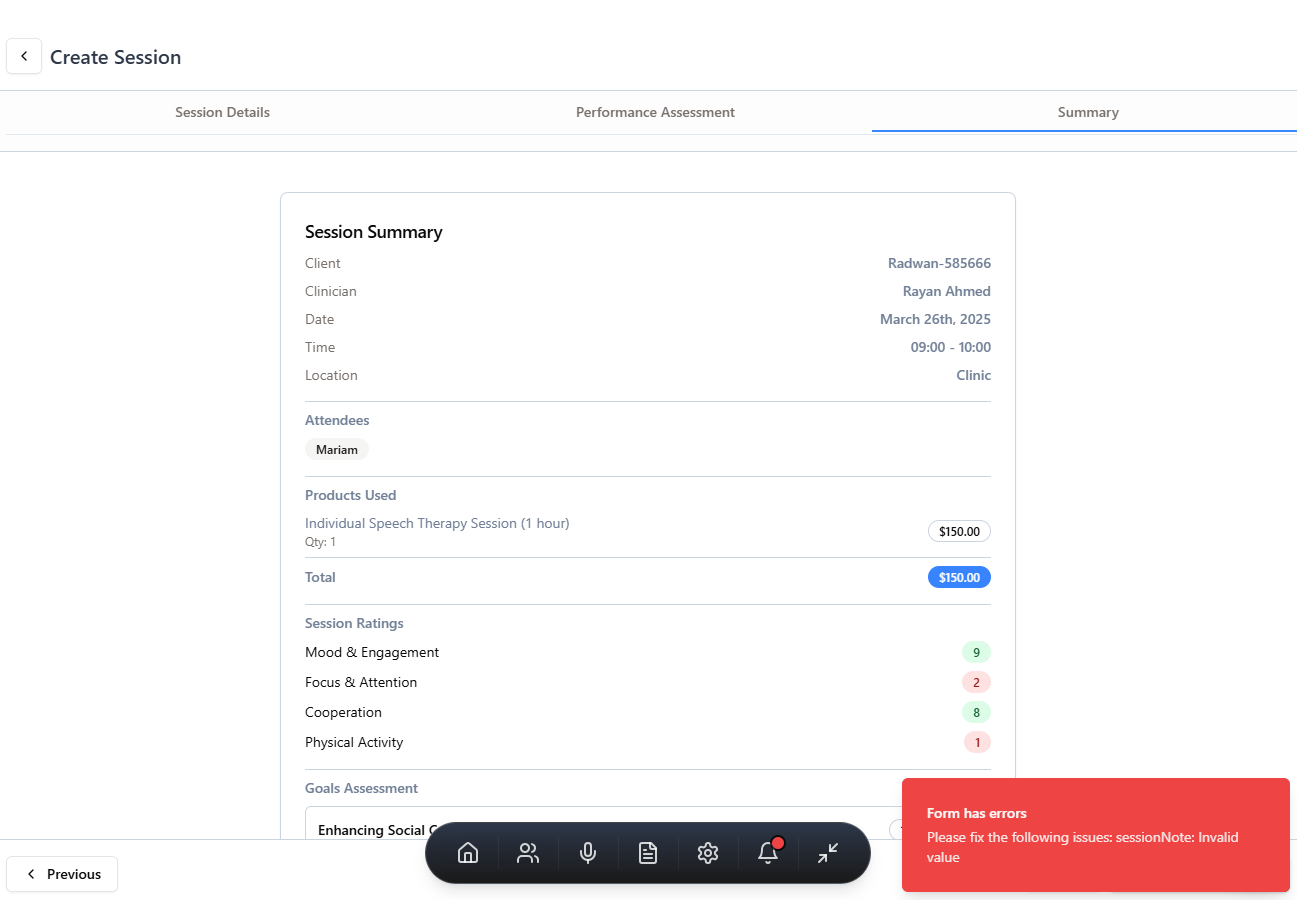 Create Session
Session Details
Performance Assessment
Summary
Session Summary
Client
Radwan-585666
Clinician
Rayan Ahmed
Date
March 26th, 2025
Time
09:00 - 10:00
Location
Clinic
Attendees
Mariam
Products Used
Individual Speech Therapy Session (1 hour)
$150.00
Qty: 1
Total
$150.00
Session Ratings
Mood & Engagement
9
Focus & Attention
2
Cooperation
8
Physical Activity
1
Goals Assessment
Enhancing Social
Form has errors
Please fix the following issues: sessionNote: Invalid
value
Previous